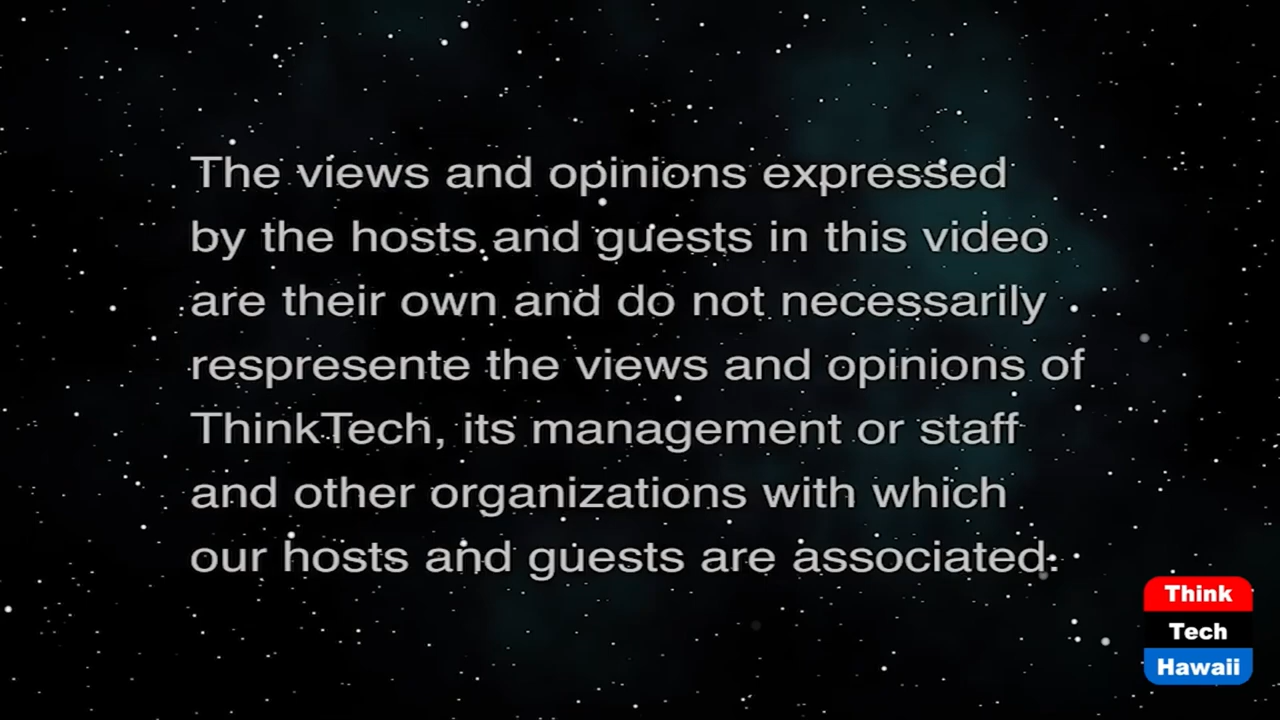 The views and opinions expressed
by the hosts and guests in this video
are their own and do not necessarily
respresente the views and opinions of
ThinkTech, its management or staff
and other organizations with which
our hosts and guests are associated.
Think
Tech
Hawaii